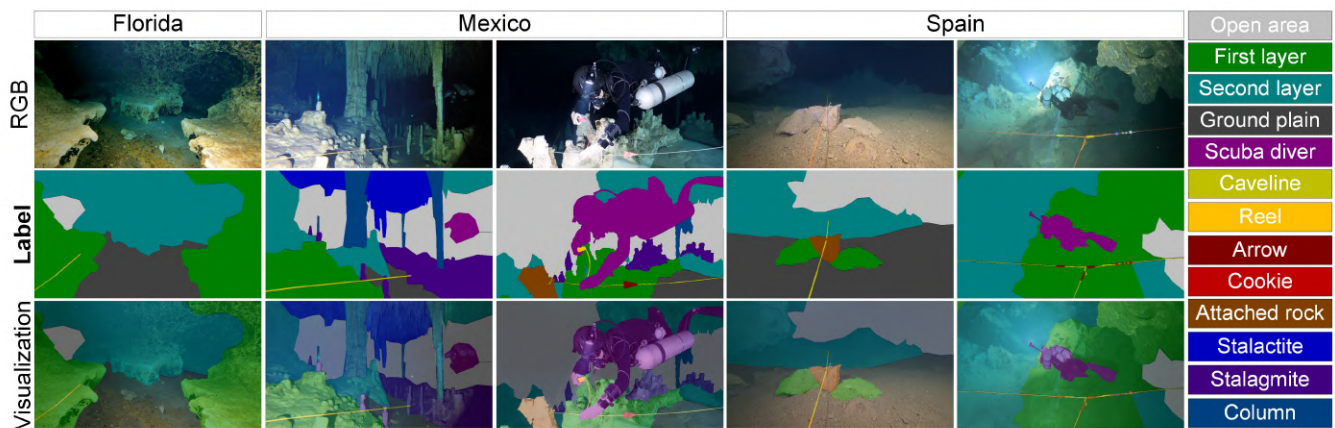 Florida
Mexico
Spain
RGB
Label
Visualization
Open area
First layer
Second layer
Ground plain
Scuba diver
Caveline
Reel
Arrow
Cookie
Attached rock
Stalactite
Stalagmite
Column